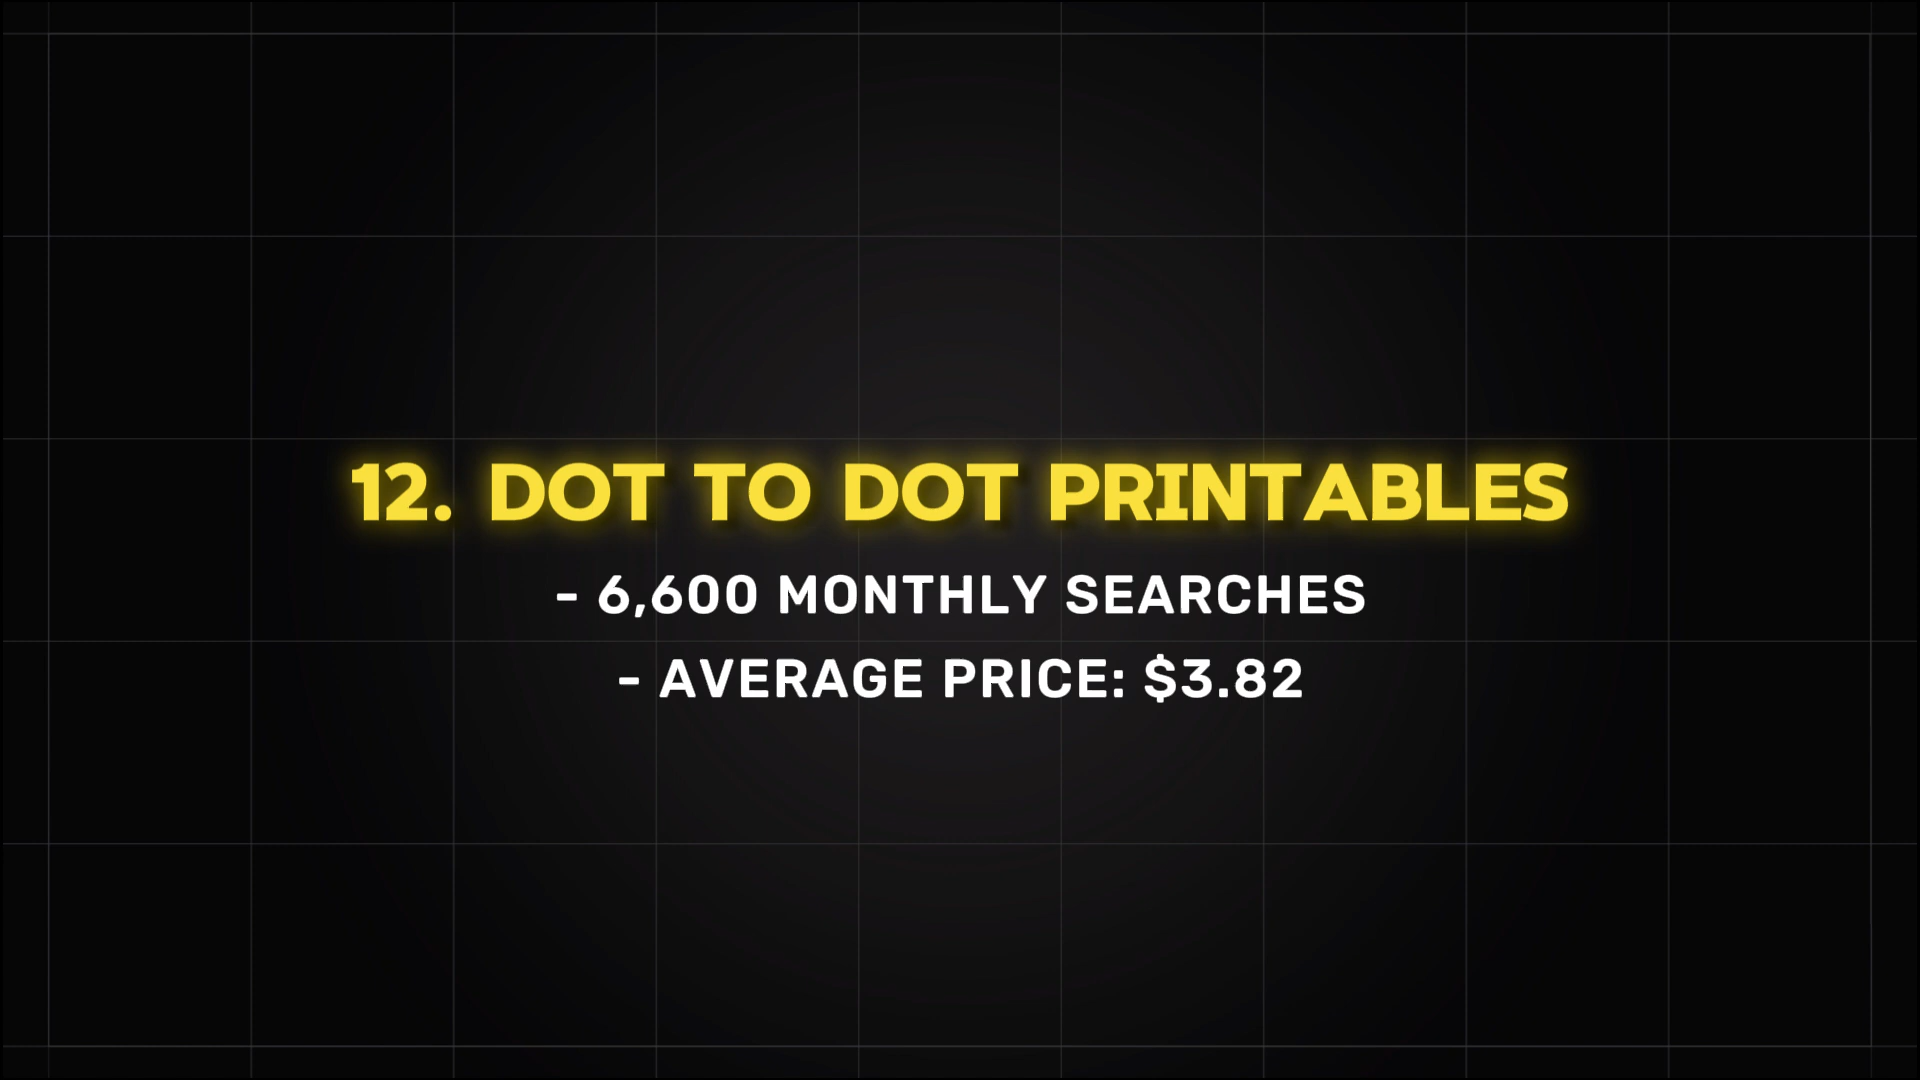 12. DOT TO DOT PRINTABLES
- 6,600 MONTHLY SEARCHES
- AVERAGE PRICE: $3.82